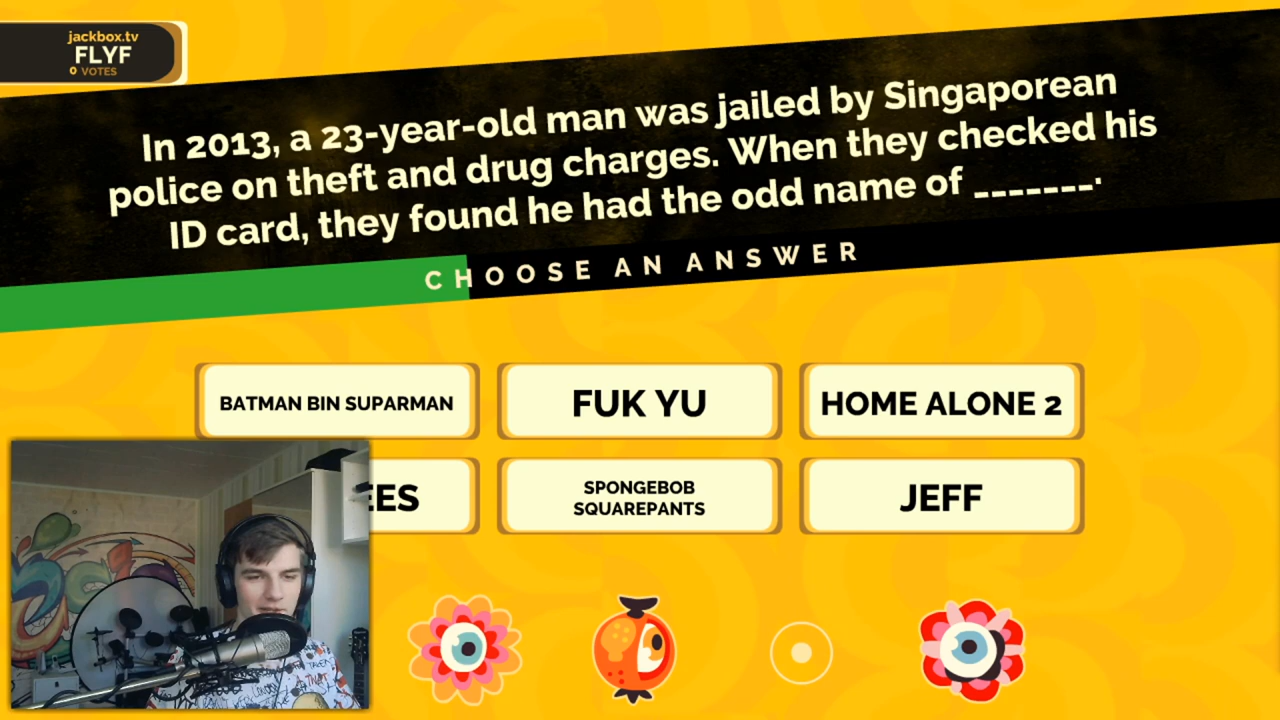 jackbox.tv
FLYF
0 VOTES
In 2013, a 23-year-old man was jailed by Singaporean
police on theft and drug charges. When they checked his
ID card, they found he had the odd name of _______.
CHOOSE AN ANSWER
BATMAN BIN SUPARMAN
FUK YU
HOME ALONE 2
EES
SPONGEBOB
SQUAREPANTS
JEFF